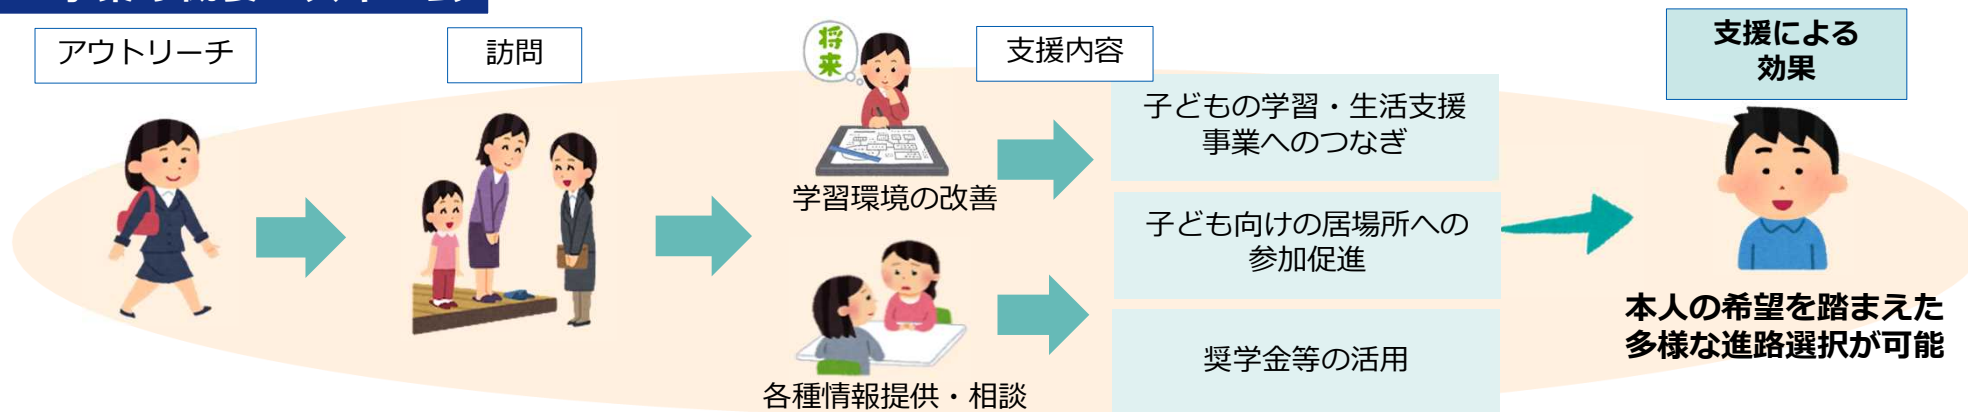 アウトリーチ
訪問
将来
支援内容
支援による
効果
学習環境の改善
各種情報提供・相談
子どもの学習・生活支援
事業へのつなぎ
子ども向けの居場所への
参加促進
奨学金等の活用
本人の希望を踏まえた
多様な進路選択が可能